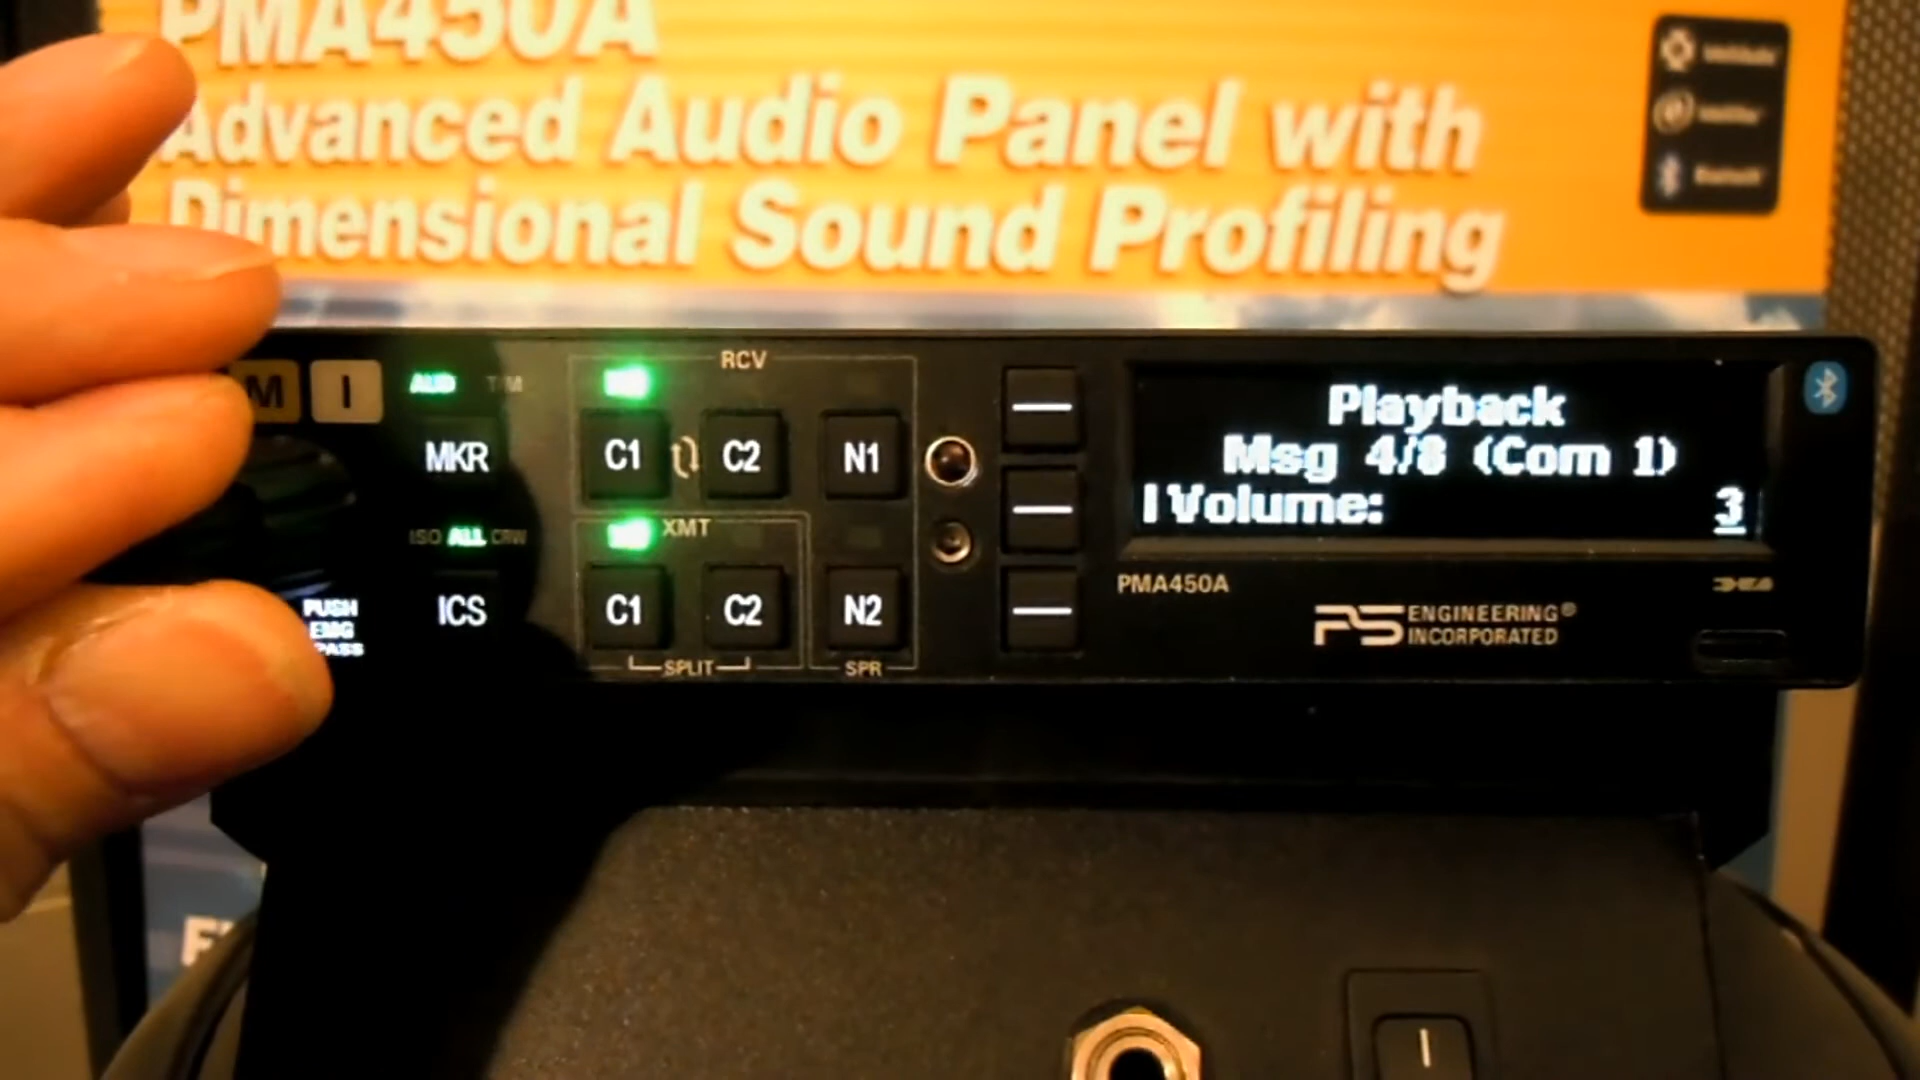 PMA450A
Advanced Audio Panel with
Dimensional Sound Profiling
M I
AUD T/M
RCV
MKR
C1 C2 N1
Playback
Msg 4/8 (Com 1)
Volume: 3
ISO ALL CRW
XMT
ICS
C1 C2 N2
SPLIT
SPR
PUSH
EMG
PMA450A
PS ENGINEERING®
INCORPORATED